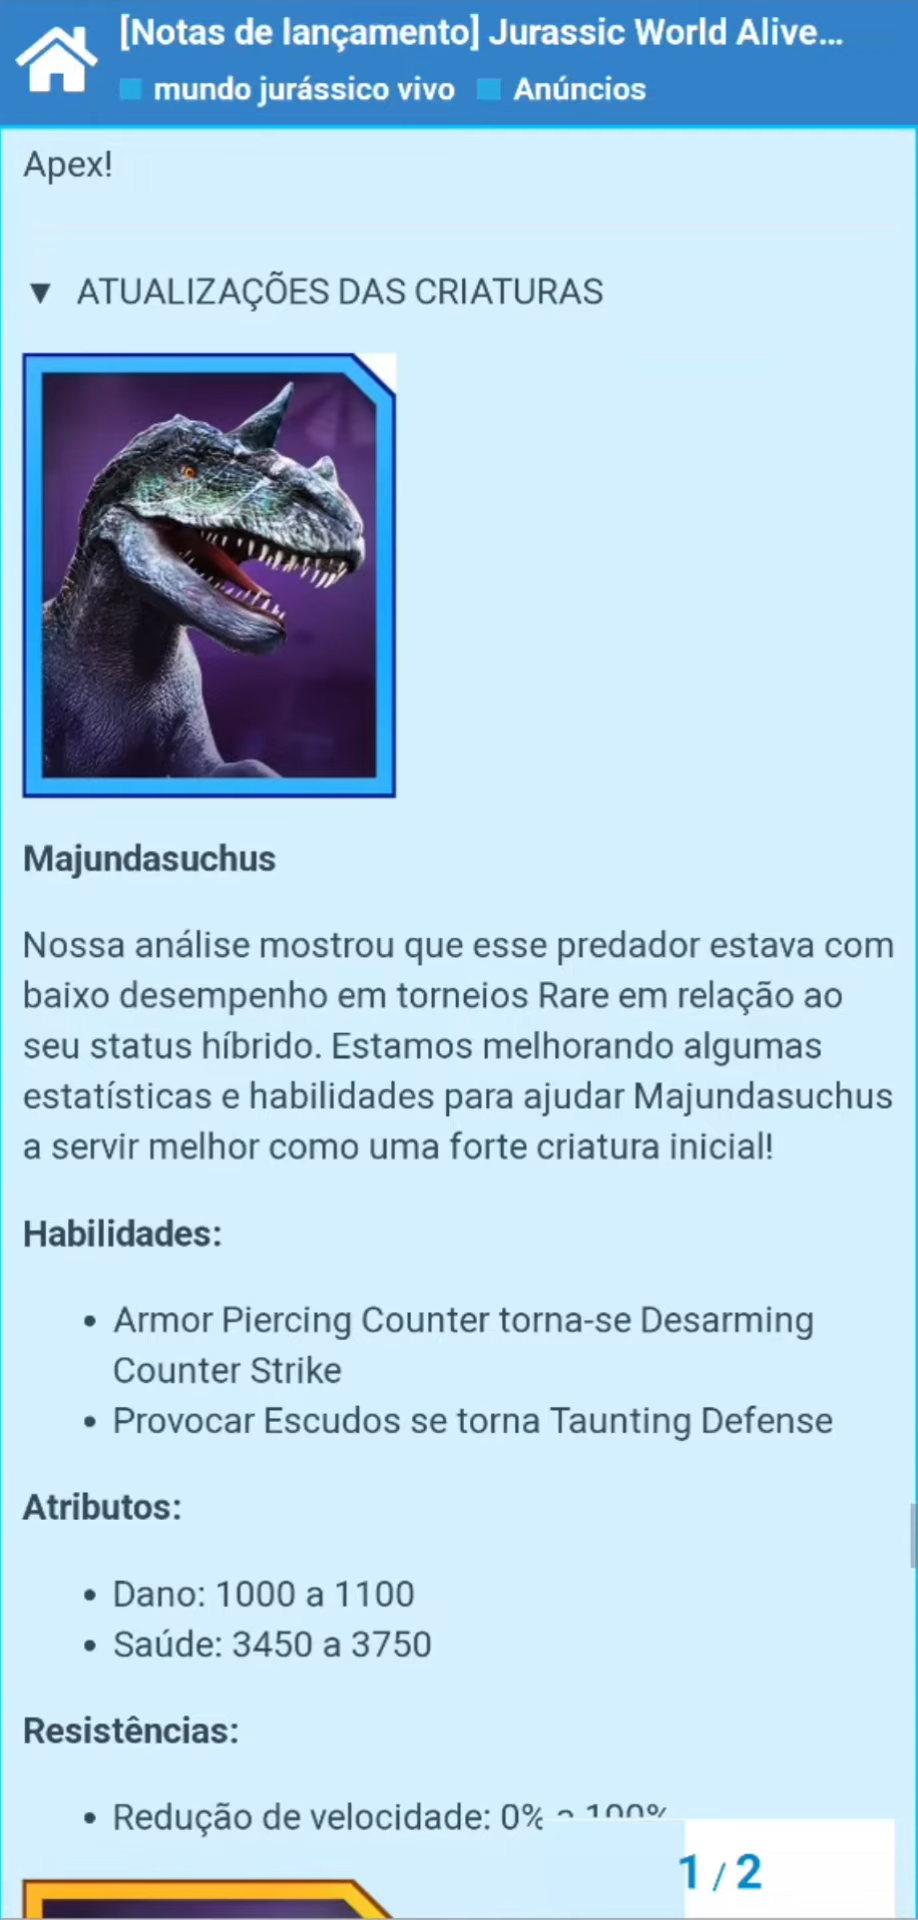 [Notas de lançamento] Jurassic World Alive...
mundo jurássico vivo Anúncios
Apex!
▼ ATUALIZAÇÕES DAS CRIATURAS
Majundasuchus
Nossa análise mostrou que esse predador estava com
baixo desempenho em torneios Rare em relação ao
seu status híbrido. Estamos melhorando algumas
estatísticas e habilidades para ajudar Majundasuchus
a servir melhor como uma forte criatura inicial!
Habilidades:
• Armor Piercing Counter torna-se Desarming
Counter Strike
• Provocar Escudos se torna Taunting Defense
Atributos:
• Dano: 1000 a 1100
• Saúde: 3450 a 3750
Resistências:
• Redução de velocidade: 0% a 100%
1 / 2